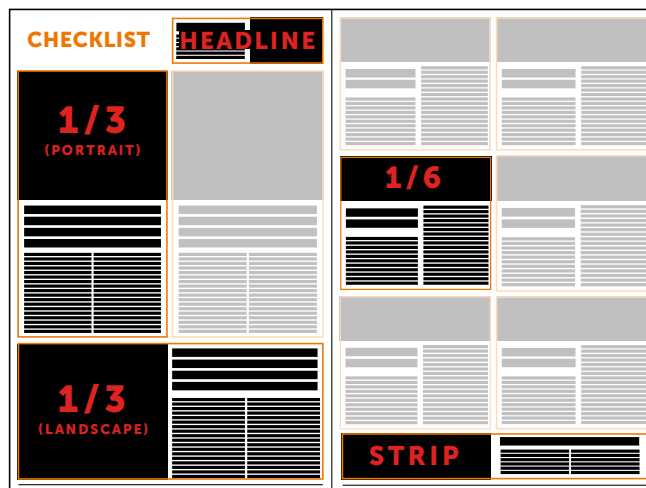 CHECKLIST
HEADLINE
1/3
(PORTRAIT)
1/3
(LANDSCAPE)
1/6
STRIP